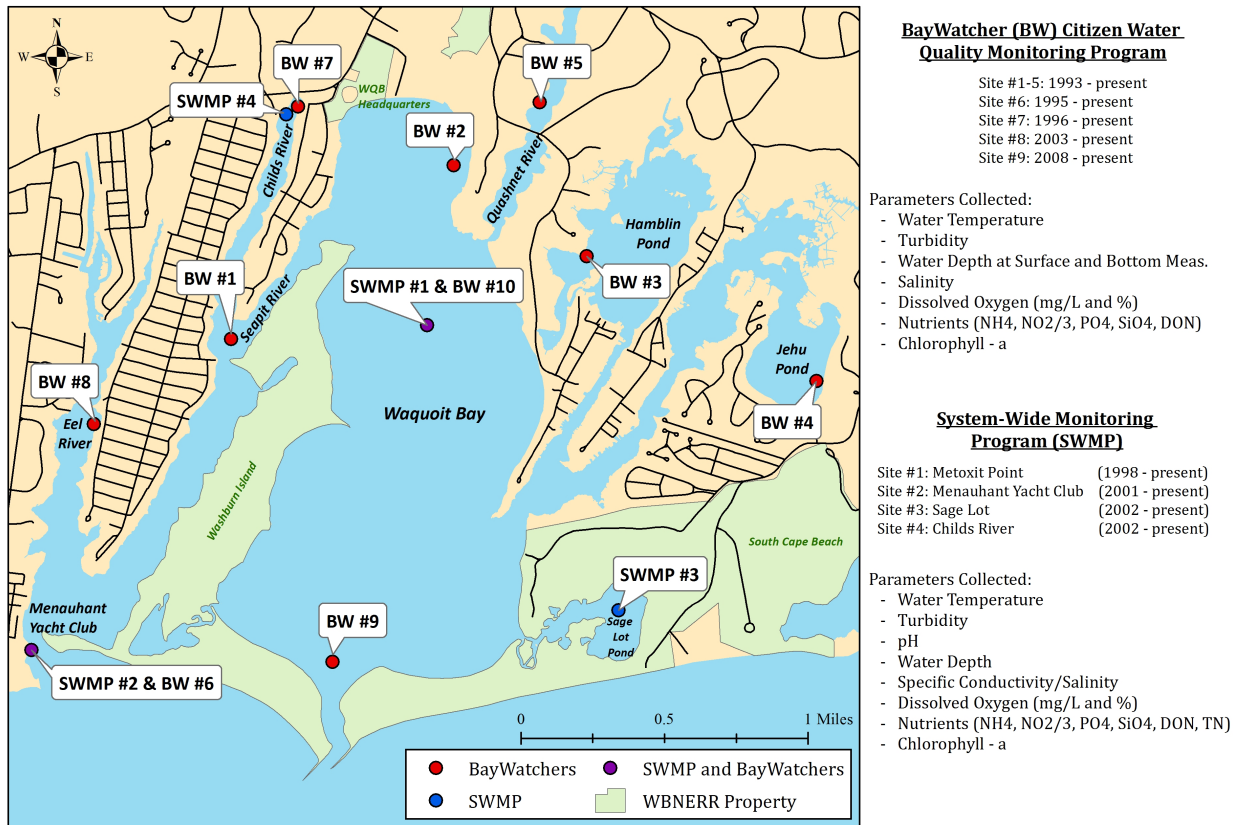 N
W
E
S
BW #7
BW #5
SWMP #4
WQB
Headquarters
BW #2
Childs River
Quashnet River
Hamblin
Pond
BW #3
BW #1
Seapit River
SWMP #1 & BW #10
Jehu
Pond
BW #8
Eel
River
Waquoit Bay
BW #4
Washburn Island
South Cape Beach
SWMP #3
Menauhant
Yacht Club
BW #9
Sage
Lot
Pond
SWMP #2 & BW #6
0
0.5
1 Miles
BayWatchers
SWMP and BayWatchers
SWMP
WBNERR Property
BayWatcher (BW) Citizen Water
Quality Monitoring Program
Site #1-5: 1993 - present
Site #6: 1995 - present
Site #7: 1996 - present
Site #8: 2003 - present
Site #9: 2008 - present
Parameters Collected:
- Water Temperature
- Turbidity
- Water Depth at Surface and Bottom Meas.
- Salinity
- Dissolved Oxygen (mg/L and %)
- Nutrients (NH4, NO2/3, PO4, SiO4, DON)
- Chlorophyll - a
System-Wide Monitoring
Program (SWMP)
Site #1: Metoxit Point (1998 - present)
Site #2: Menauhant Yacht Club (2001 - present)
Site #3: Sage Lot (2002 - present)
Site #4: Childs River (2002 - present)
Parameters Collected:
- Water Temperature
- Turbidity
- pH
- Water Depth
- Specific Conductivity/Salinity
- Dissolved Oxygen (mg/L and %)
- Nutrients (NH4, NO2/3, PO4, SiO4, DON, TN)
- Chlorophyll - a